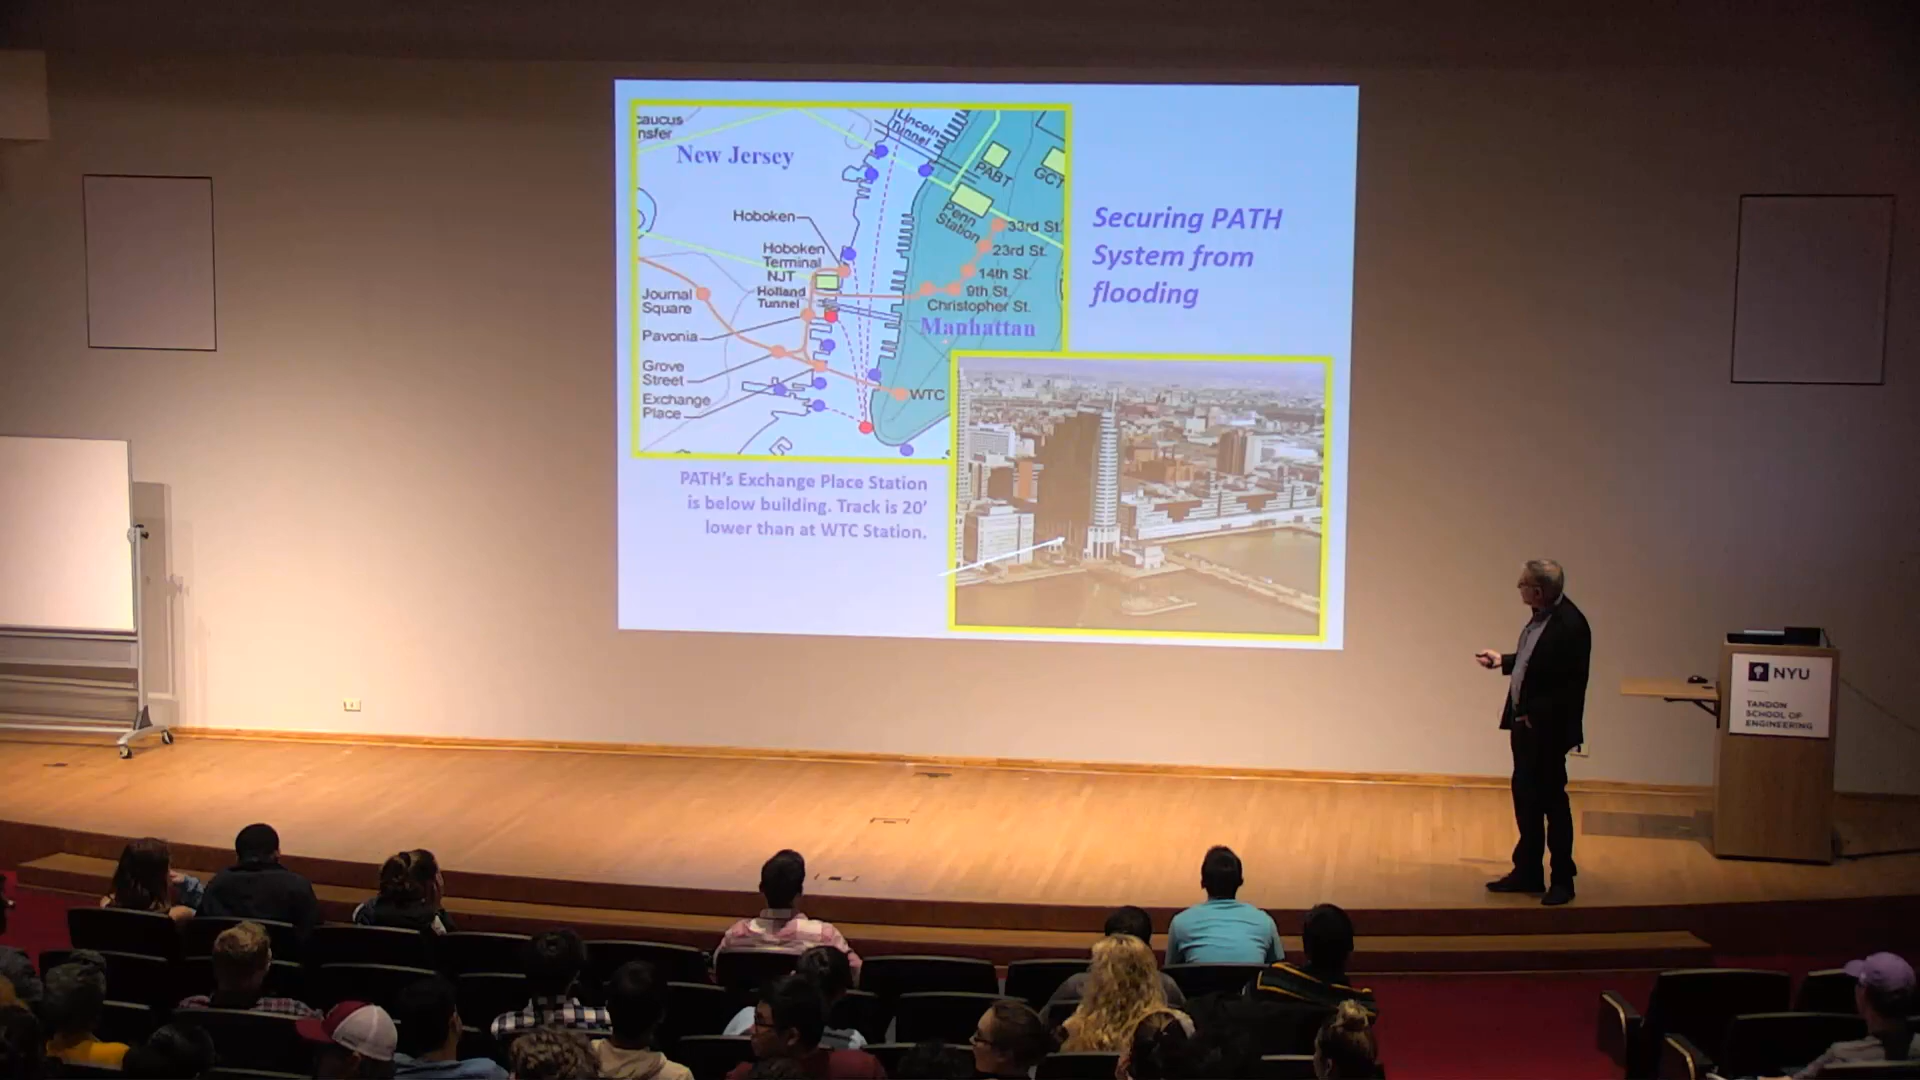 caucus
nsfer
New Jersey
Lincoln
Tunnel
PABT
GCT
Penn
Station
Hoboken
33rd St.
23rd St.
Hoboken
Terminal
NJT
14th St.
Holland
Tunnel
9th St.
Christopher St.
Journal
Square
Manhattan
Pavonia
Grove
Street
Exchange
Place
WTC
Securing PATH
System from
flooding
PATH's Exchange Place Station
is below building. Track is 20'
lower than at WTC Station.
NYU
TANDON
SCHOOL OF
ENGINEERING